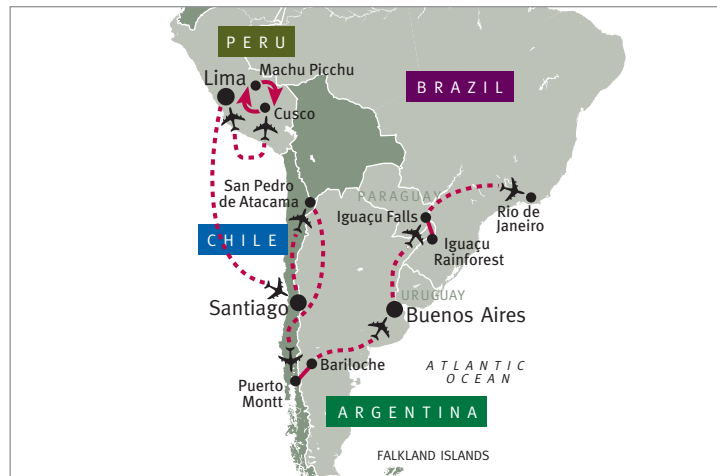 PERU
Machu Picchu
Lima
BRAZIL
Cusco
San Pedro
de Atacama
PARAGUAY
Iguaçu Falls
Rio de
Janeiro
CHILE
Iguaçu
Rainforest
URUGUAY
Santiago
Buenos Aires
Bariloche
ATLANTIC
OCEAN
Puerto
Montt
ARGENTINA
FALKLAND ISLANDS